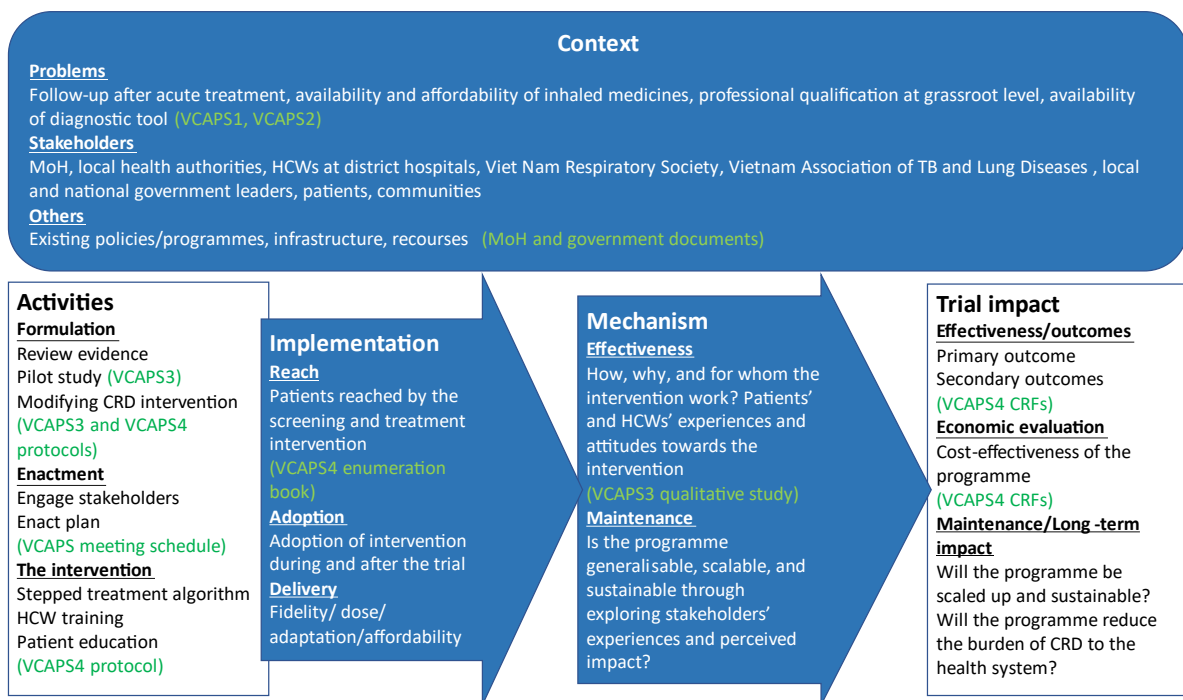 Context
Problems
Follow-up after acute treatment, availability and affordability of inhaled medicines, professional qualification at grassroot level, availability
of diagnostic tool (VCAPS1, VCAPS2)
Stakeholders
MoH, local health authorities, HCWs at district hospitals, Viet Nam Respiratory Society, Vietnam Association of TB and Lung Diseases , local
and national government leaders, patients, communities
Others
Existing policies/programmes, infrastructure, recourses (MoH and government documents)
Activities
Formulation
Review evidence
Pilot study (VCAPS3)
Modifying CRD intervention
(VCAPS3 and VCAPS4
protocols)
Enactment
Engage stakeholders
Enact plan
(VCAPS meeting schedule)
The intervention
Stepped treatment algorithm
HCW training
Patient education
(VCAPS4 protocol)
Implementation
Reach
Patients reached by the
screening and treatment
intervention
(VCAPS4 enumeration
book)
Adoption
Adoption of intervention
during and after the trial
Delivery
Fidelity/ dose/
adaptation/affordability
Mechanism
Effectiveness
How, why, and for whom the
intervention work? Patients’
and HCWs’ experiences and
attitudes towards the
intervention
(VCAPS3 qualitative study)
Maintenance
Is the programme
generalisable, scalable, and
sustainable through
exploring stakeholders’
experiences and perceived
impact?
Trial impact
Effectiveness/outcomes
Primary outcome
Secondary outcomes
(VCAPS4 CRFs)
Economic evaluation
Cost-effectiveness of the
programme
(VCAPS4 CRFs)
Maintenance/Long -term
impact
Will the programme be
scaled up and sustainable?
Will the programme reduce
the burden of CRD to the
health system?